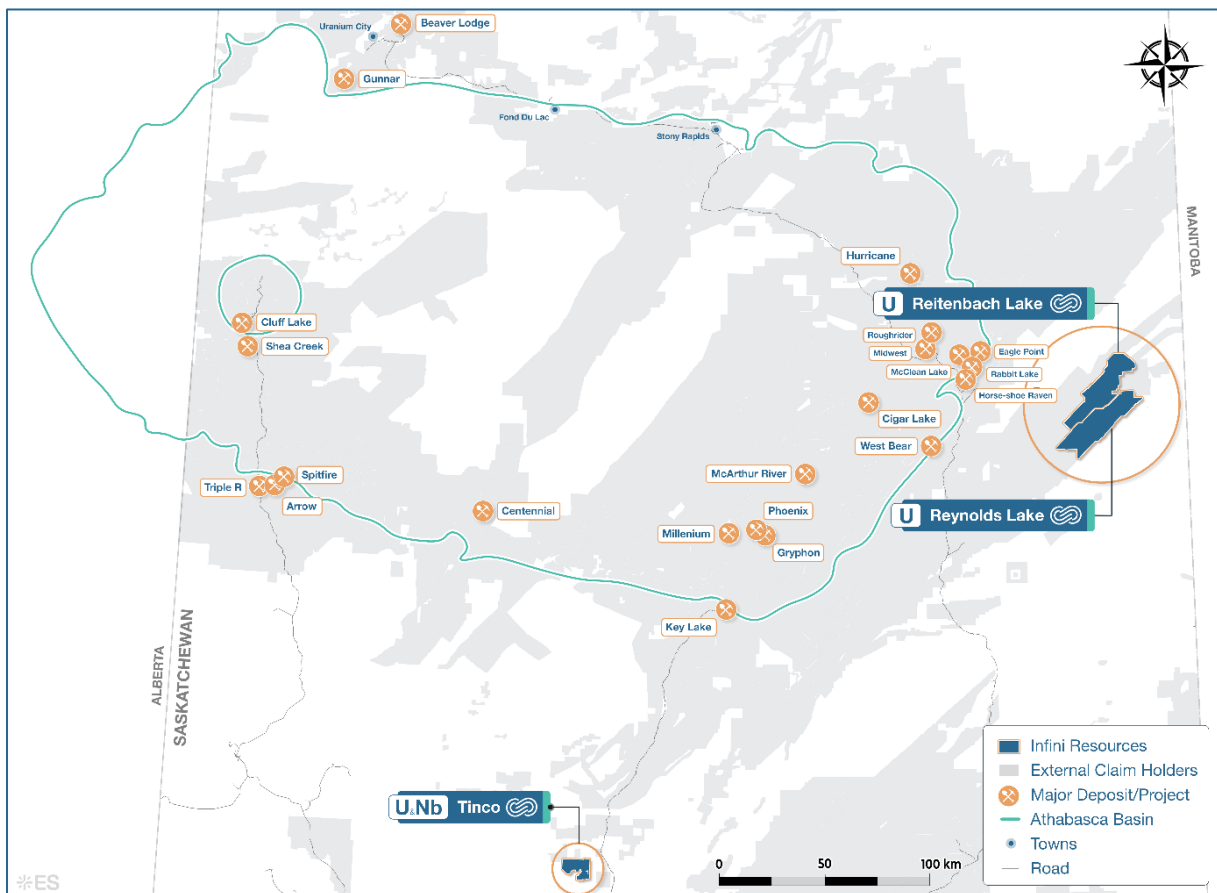 Beaver Lodge
Uranium City
Gunnar
Fond Du Lac
Stony Rapids
MANITOBA
Hurricane
U Reitenbach Lake
Cluff Lake
Shea Creek
Roughrider
Midwest
Eagle Point
McClean Lake
Rabbit Lake
Horse-shoe Raven
Cigar Lake
West Bear
McArthur River
Spitfire
Triple R
Arrow
Centennial
Phoenix
Millenium
Gryphon
U Reynolds Lake
Key Lake
ALBERTA
SASKATCHEWAN
U&Nb Tinco
Infini Resources
External Claim Holders
Major Deposit/Project
Athabasca Basin
Towns
Road
0 50 100 km
ES